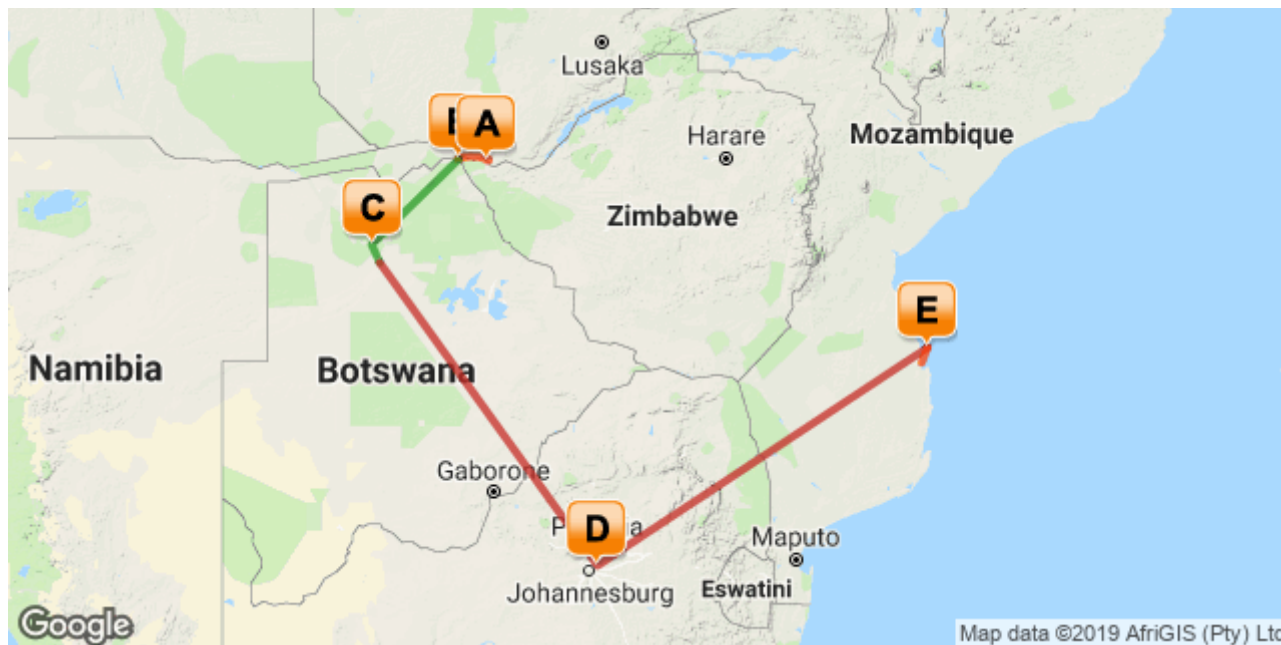 Lusaka
A
Harare
Mozambique
C
Zimbabwe
E
Namibia
Botswana
Gaborone
D
Maputo
Johannesburg
Eswatini
Google
Map data ©2019 AfriGIS (Pty) Ltd